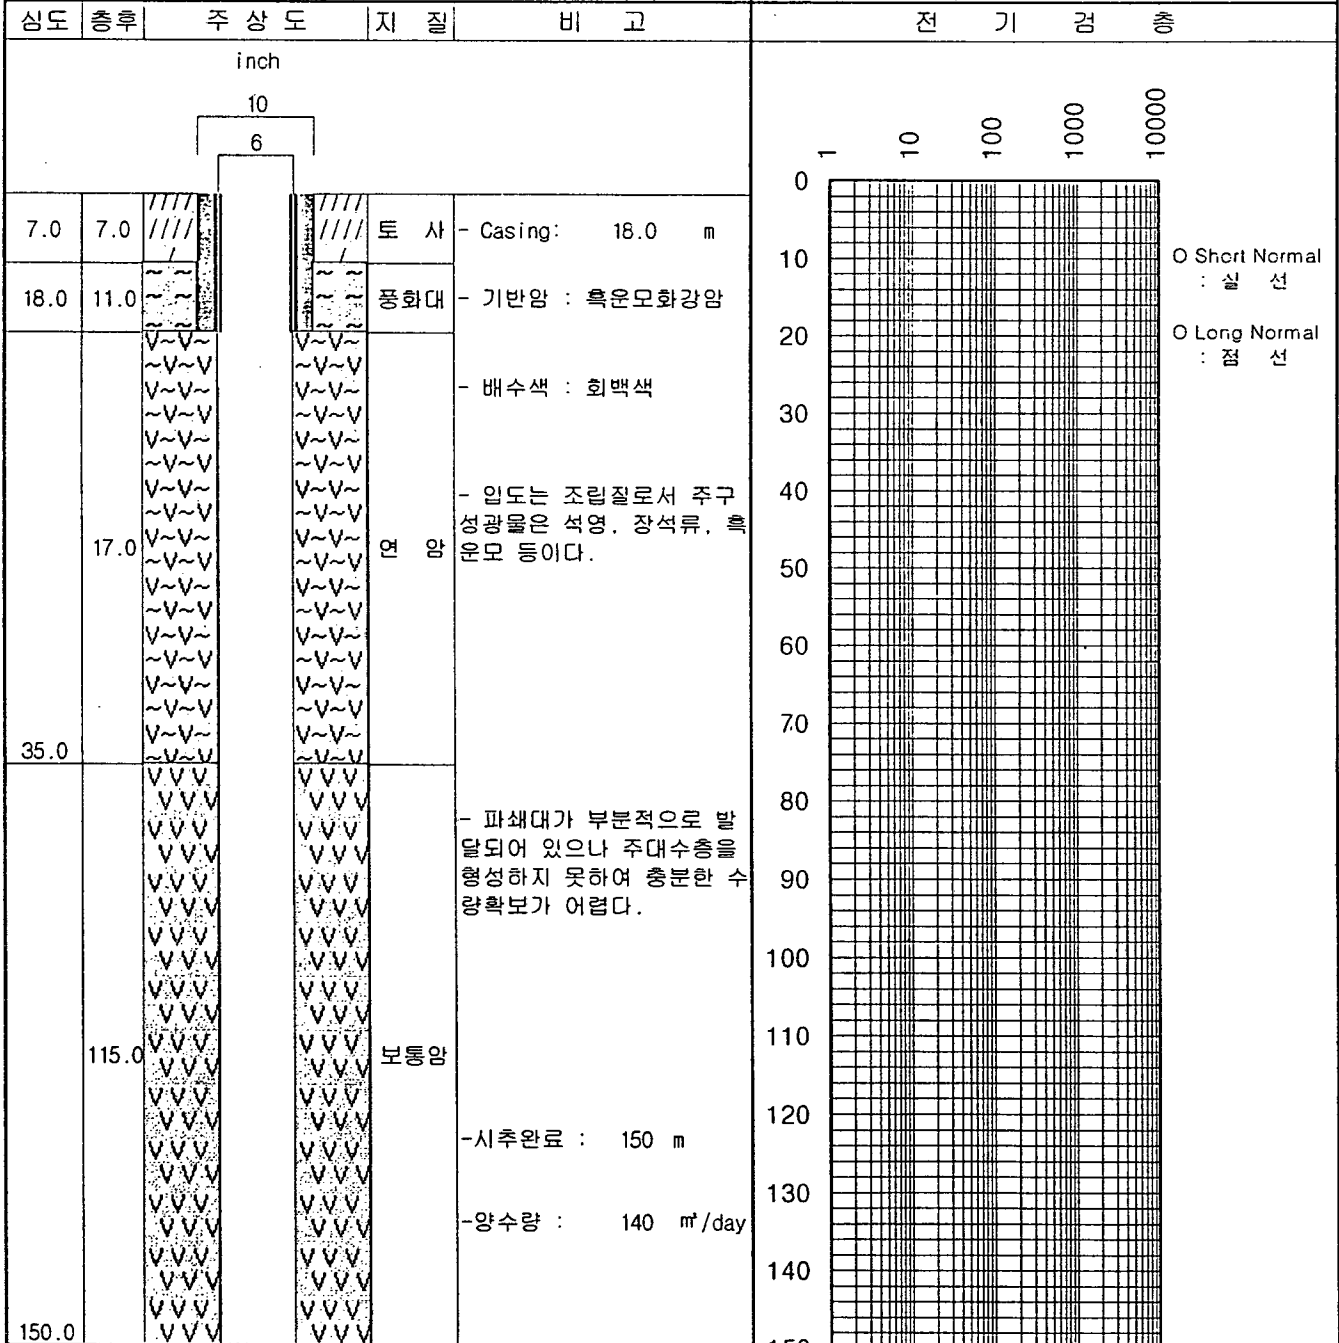 심도 층후 주 상 도 지 질 비 고 전 기 검 층
inch
10
6
7.0 7.0 토 사 - Casing: 18.0 m
18.0 11.0 풍화대 - 기반암 : 흑운모화강암
- 배수색 : 회백색
- 입도는 조립질로서 주구
성광물은 석영, 장석류, 흑
운모 등이다.
17.0 연 암
35.0
- 파쇄대가 부분적으로 발
달되어 있으나 주대수층을
형성하지 못하여 충분한 수
량확보가 어렵다.
115.0 보통암
-시추완료 : 150 m
-양수량 : 140 ㎥/day
150.0
1 10 100 1000 10000
0
10
20
30
40
50
60
70
80
90
100
110
120
130
140
O Short Normal
: 실 선
O Long Normal
: 점 선